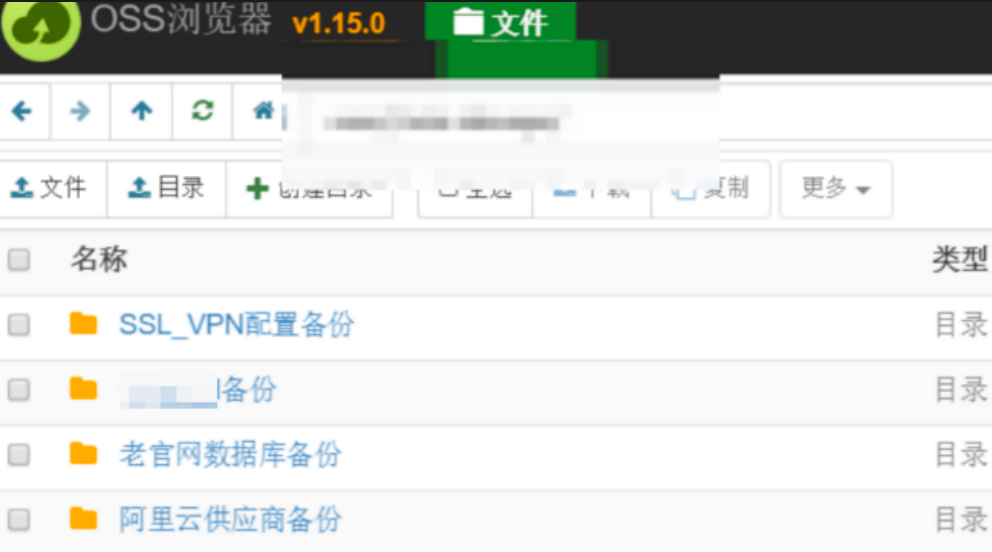 OSS浏览器 v1.15.0 文件
文件 目录 创建目录 全选 下载 复制 更多
名称 类型
SSL_VPN配置备份 目录
备份 目录
老官网数据库备份 目录
阿里云供应商备份 目录